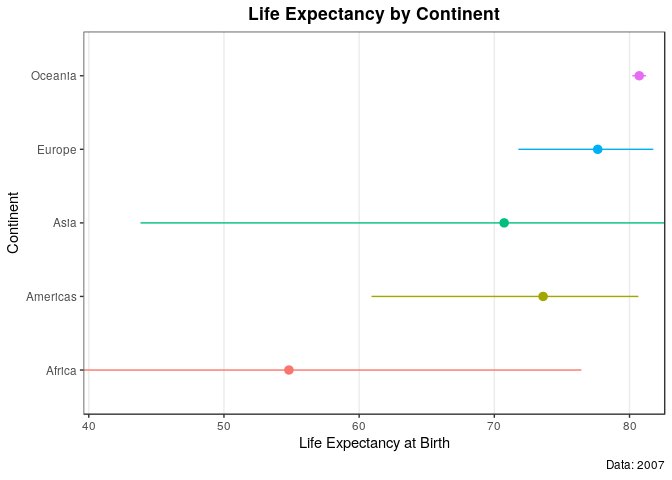 Life Expectancy by Continent
Oceania
Europe
Asia
Americas
Africa
Continent
40 50 60 70 80
Life Expectancy at Birth
Data: 2007